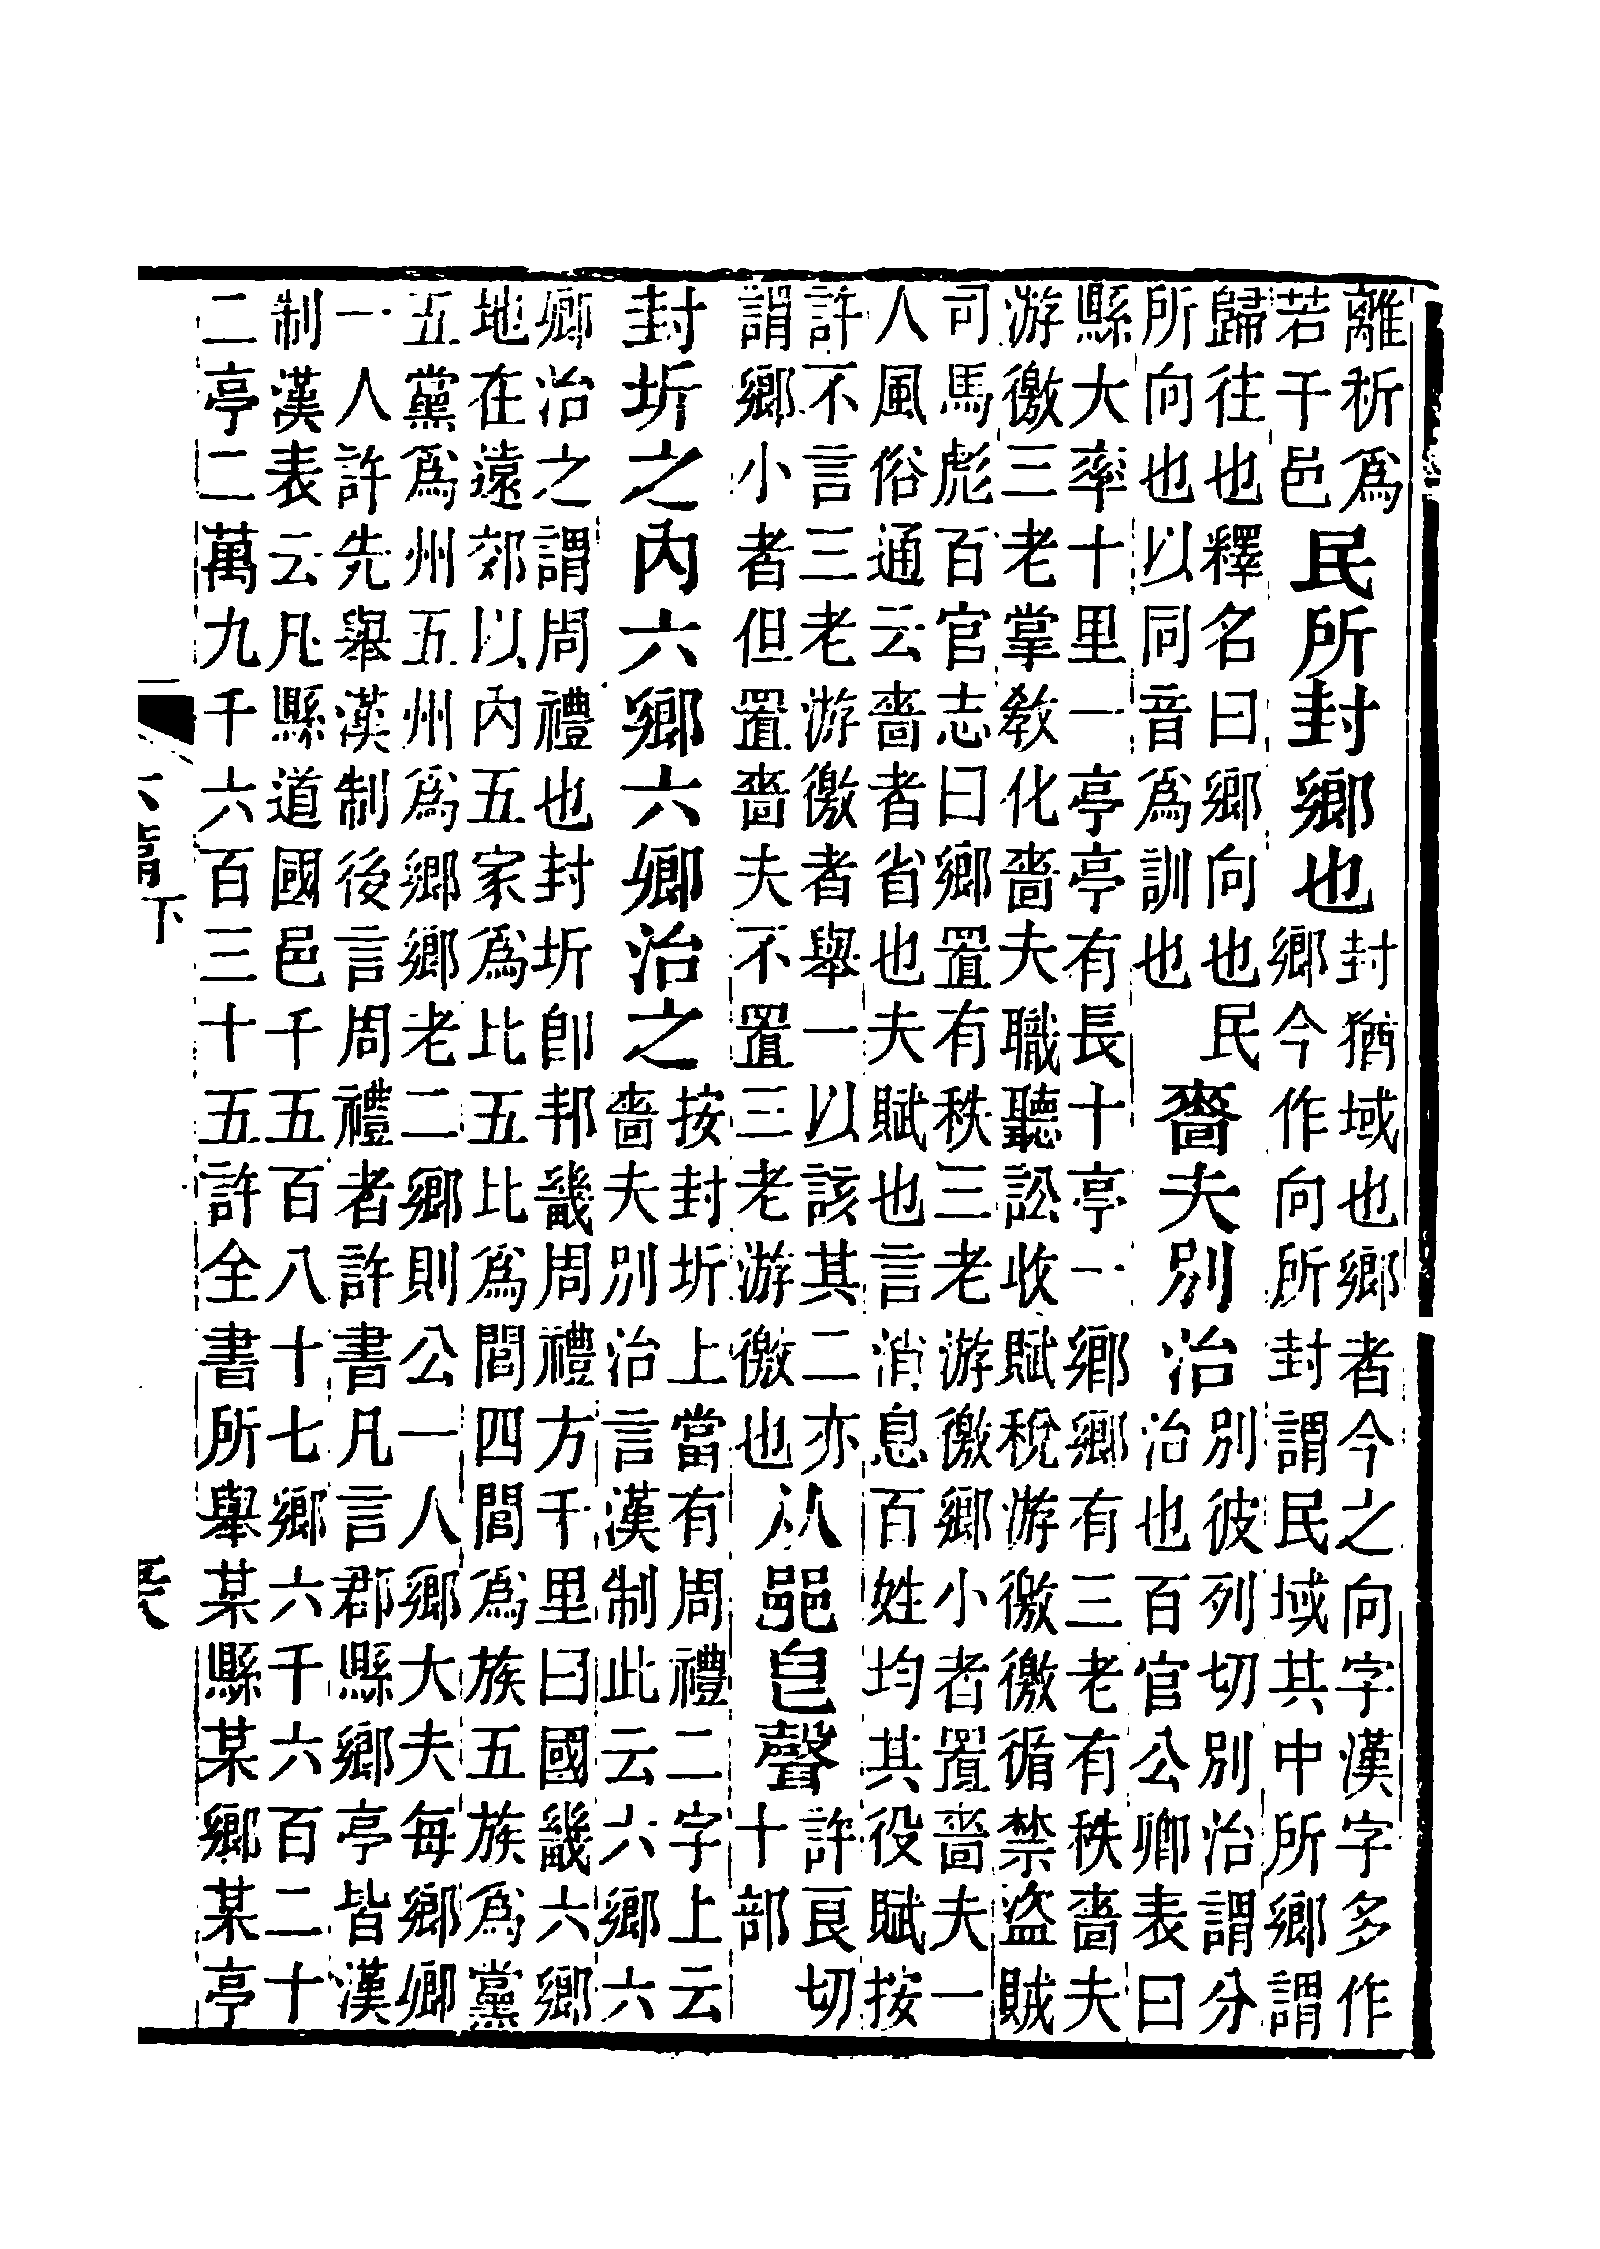 離析爲
若干邑
民所封鄉也
封猶域也鄉者今之向字漢字多作
鄉今作向所封謂民域其中所鄉謂
歸往也釋名曰鄉向也民
所向也以同音爲訓也
嗇夫別治
別彼列切別治謂分
治也百官公卿表曰
縣大率十里一亭亭有長十亭一鄉鄉有三老有秩嗇夫
游徼三老掌敎化嗇夫職聽訟收賦稅游徼徼循禁盜賊
司馬彪百官志曰鄉置有秩三老游徼鄉小者置嗇夫一
人風俗通云嗇者省也夫賦也言消息百姓均其役賦按
許不言三老游徼者舉一以該其二亦
謂鄉小者但置嗇夫不置三老游徼也
从𨛜皀聲
許良切
十部
封圻之內六鄉六卿治之
按封圻上當有周禮二字上云
嗇夫別治言漢制此云六鄉六
卿治之謂周禮也封圻卽邦畿周禮方千里曰國畿六鄉
地在遠郊以內五家爲比五比爲閭四閭爲族五族爲黨
五黨爲州五州爲鄉鄉老二鄉則公一人鄉大夫每鄉卿
一人許先舉漢制後言周禮者許書凡言郡縣鄉亭皆漢
制漢表云凡縣道國邑千五百八十七鄉六千六百二十
二亭二萬九千六百三十五許全書所舉某縣某鄉某亭
六篇下